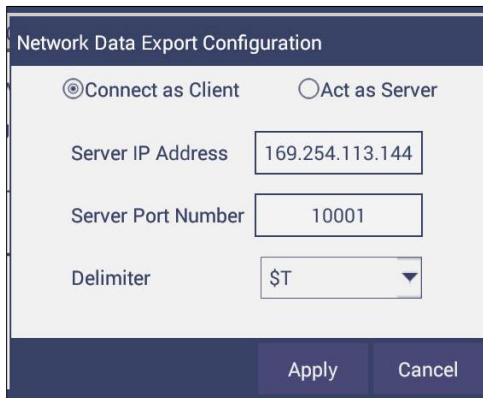 Network Data Export Configuration
Connect as Client Act as Server
Server IP Address 169.254.113.144
Server Port Number 10001
Delimiter $T
Apply Cancel